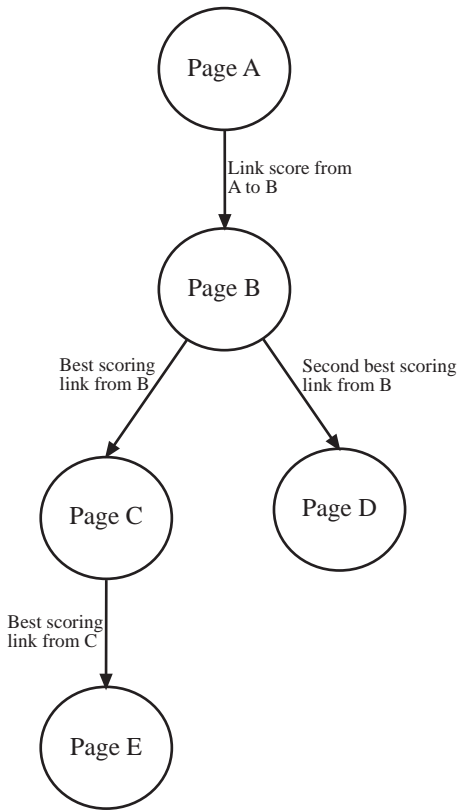 Page A
Link score from
A to B
Page B
Best scoring
link from B
Second best scoring
link from B
Page C
Page D
Best scoring
link from C
Page E